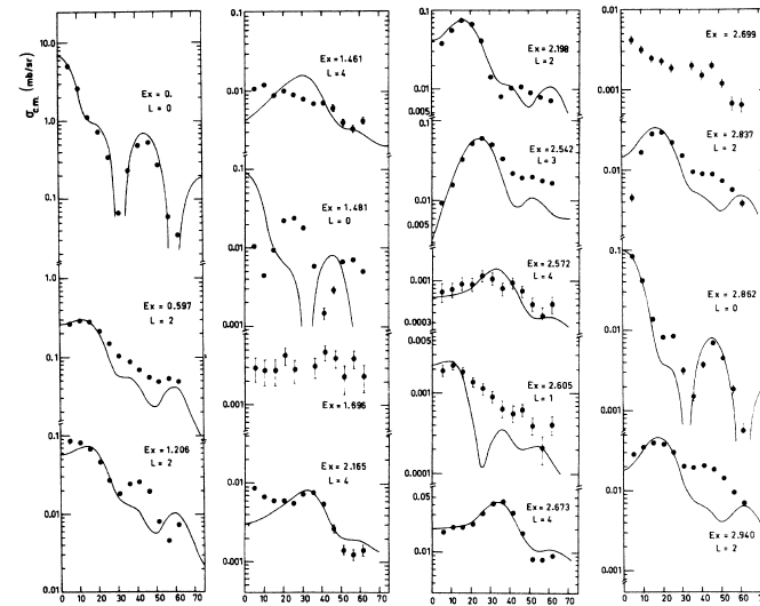 σc.m. (mb/sr)
10.0
1.0
0.1
Ex = 0.
L = 0
1.0
0.1
Ex = 0.597
L = 2
0.1
0.01
Ex = 1.206
L = 2
0 10 20 30 40 50 60 70
0.1
0.01
Ex = 1.461
L = 4
0.1
0.01
0.001
Ex = 1.481
L = 0
0.001
Ex = 1.696
0.01
0.001
Ex = 2.165
L = 4
0 10 20 30 40 50 60 70
0.1
0.01
0.005
Ex = 2.198
L = 2
0.1
0.01
0.005
Ex = 2.542
L = 3
0.001
0.0003
Ex = 2.572
L = 4
0.005
0.001
0.0001
Ex = 2.605
L = 1
0.05
0.01
Ex = 2.673
L = 4
0 10 20 30 40 50 60 70
0.01
0.001
Ex = 2.699
0.01
Ex = 2.837
L = 2
0.1
0.01
0.001
Ex = 2.862
L = 0
0.01
0.001
Ex = 2.940
L = 2
0 10 20 30 40 50 60 70